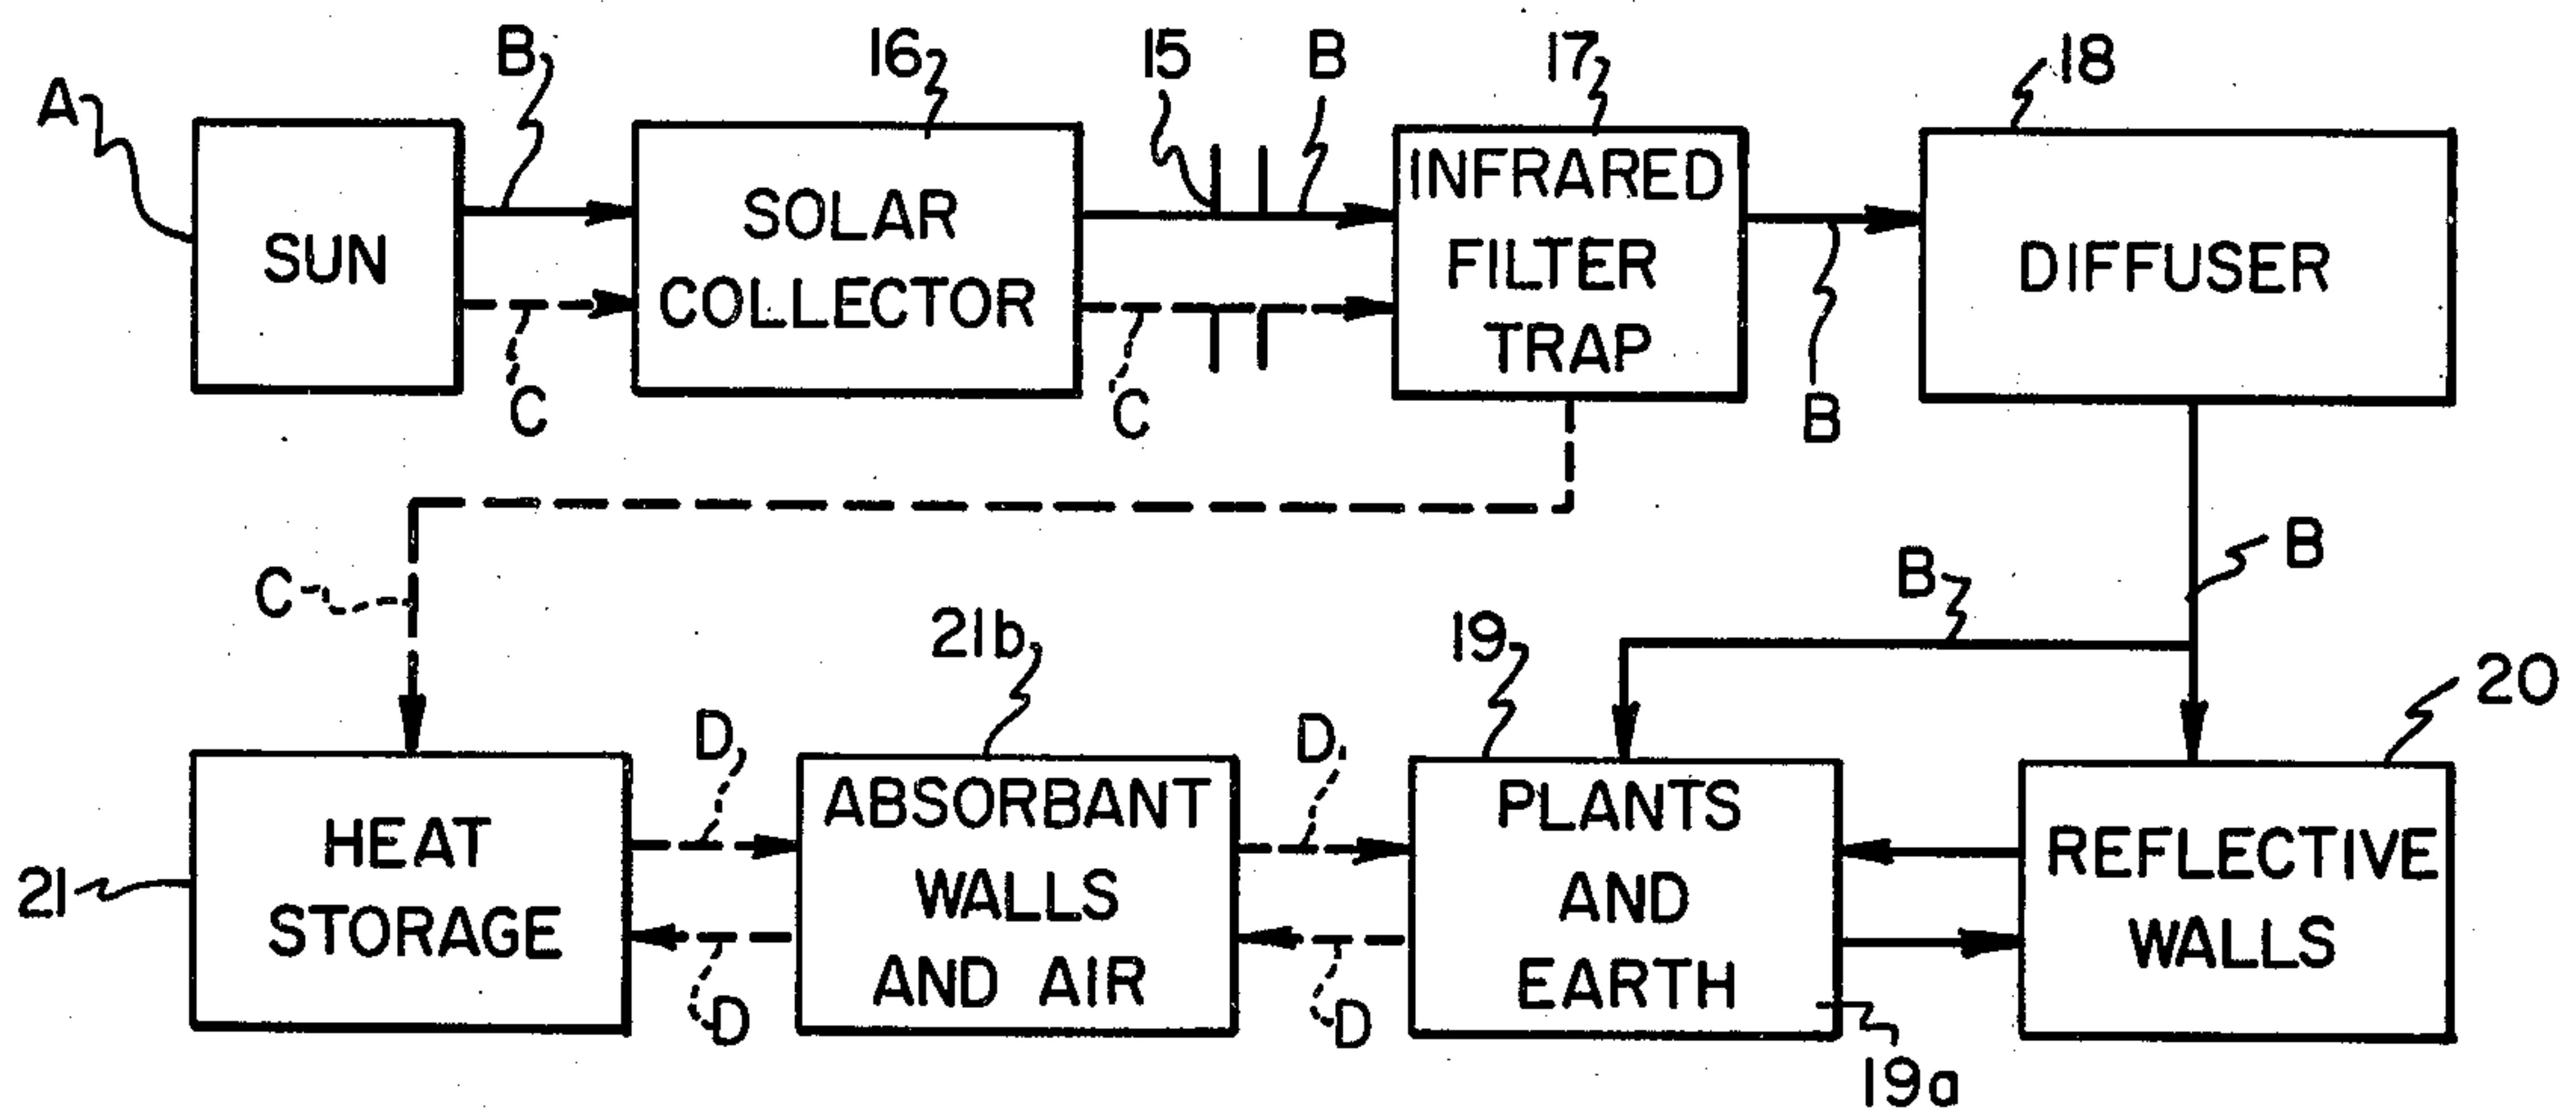 A
B
16
15
B
17
18
SUN
SOLAR
COLLECTOR
INFRARED
FILTER
TRAP
DIFFUSER
C
C
B
C
B
B
21b
19
20
D
D
21
HEAT
STORAGE
ABSORBANT
WALLS
AND AIR
PLANTS
AND
EARTH
REFLECTIVE
WALLS
D
D
19a